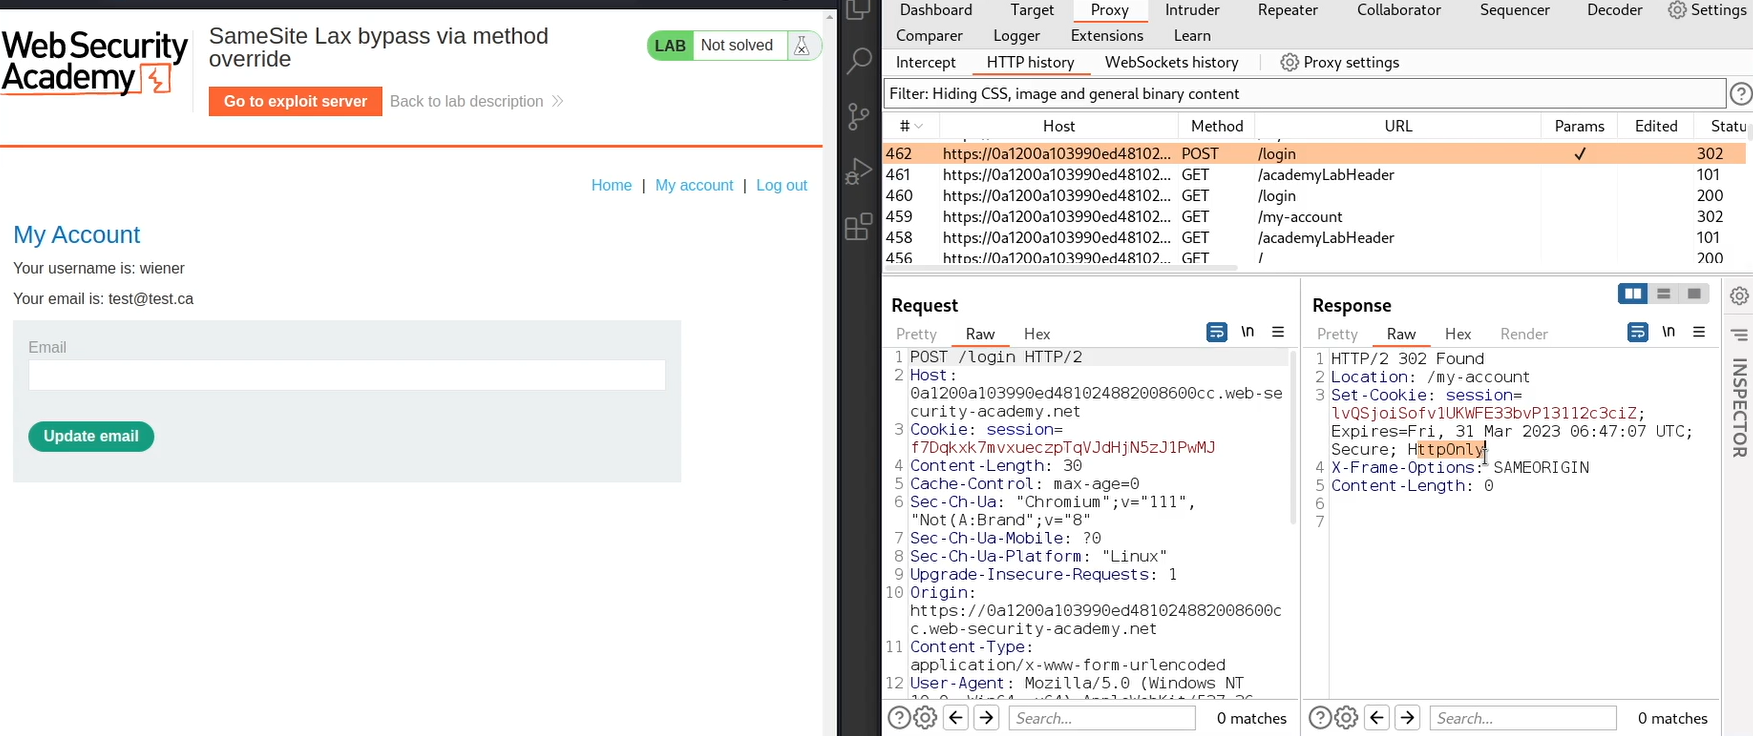 WebSecurity
Academy
SameSite Lax bypass via method
override
LAB Not solved
Go to exploit server
Back to lab description
Home | My account | Log out
My Account
Your username is: wiener
Your email is: test@test.ca
Email
Update email
Dashboard Target Proxy Intruder Repeater Collaborator Sequencer Decoder Settings
Comparer Logger Extensions Learn
Intercept HTTP history WebSockets history Proxy settings
Filter: Hiding CSS, image and general binary content
# Host Method URL Params Edited Statu
462 https://0a1200a103990ed48102... POST /login ✓ 302
461 https://0a1200a103990ed48102... GET /academyLabHeader 101
460 https://0a1200a103990ed48102... GET /login 200
459 https://0a1200a103990ed48102... GET /my-account 302
458 https://0a1200a103990ed48102... GET /academyLabHeader 101
456 https://0a1200a103990ed48102... GET / 200
Request
Pretty Raw Hex \n
1 POST /login HTTP/2
2 Host:
0a1200a103990ed481024882008600cc.web-se
curity-academy.net
3 Cookie: session=
f7Dqkxk7mvxueczpTqVJdHjN5zJ1PwMJ
4 Content-Length: 30
5 Cache-Control: max-age=0
6 Sec-Ch-Ua: "Chromium";v="111",
"Not(A:Brand";v="8"
7 Sec-Ch-Ua-Mobile: ?0
8 Sec-Ch-Ua-Platform: "Linux"
9 Upgrade-Insecure-Requests: 1
10 Origin:
https://0a1200a103990ed481024882008600c
c.web-security-academy.net
11 Content-Type:
application/x-www-form-urlencoded
12 User-Agent: Mozilla/5.0 (Windows NT
Search... 0 matches
Response
Pretty Raw Hex Render \n
1 HTTP/2 302 Found
2 Location: /my-account
3 Set-Cookie: session=
lvQSjoiSofv1UKWFE33bvP13112c3ciZ;
Expires=Fri, 31 Mar 2023 06:47:07 UTC;
Secure; HttpOnly
4 X-Frame-Options: SAMEORIGIN
5 Content-Length: 0
6
7
Search... 0 matches
INSPECTOR